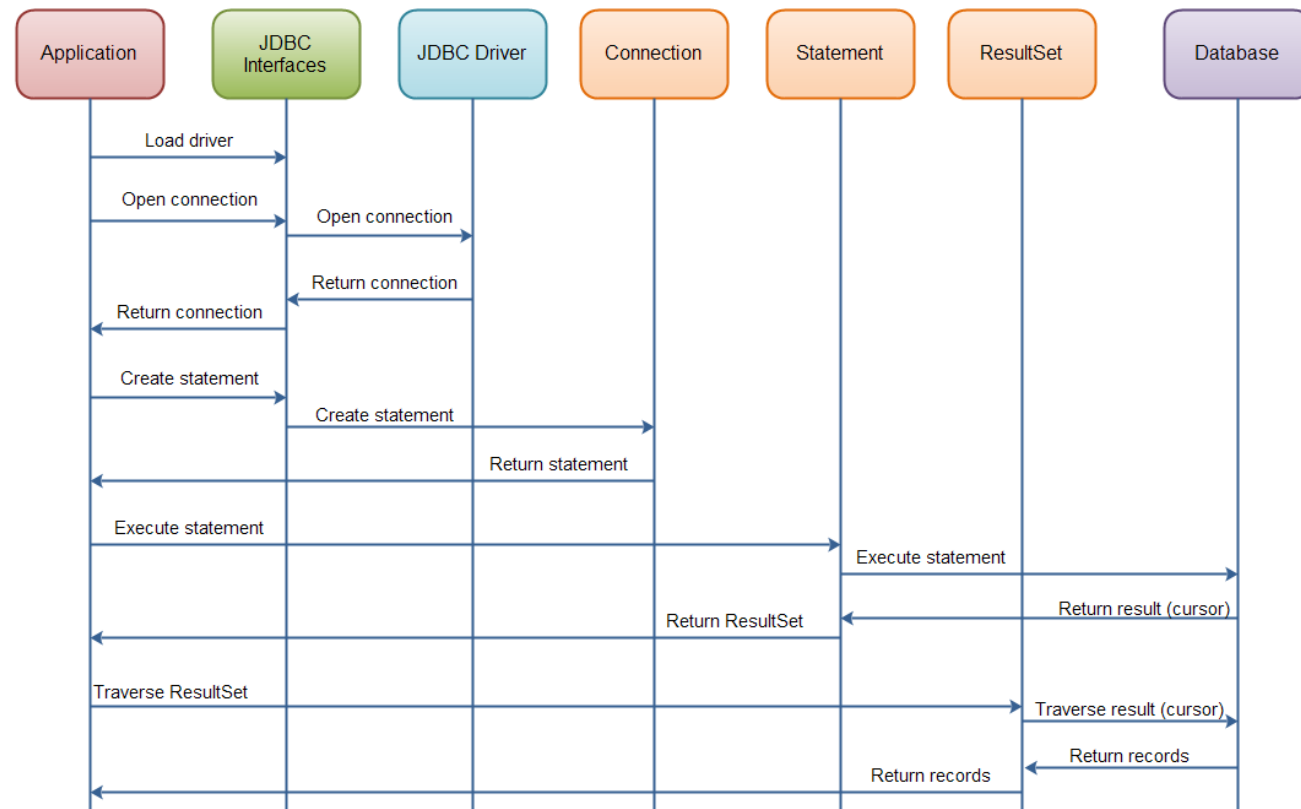 Application
JDBC
Interfaces
JDBC Driver
Connection
Statement
ResultSet
Database
Load driver
Open connection
Open connection
Return connection
Return connection
Create statement
Create statement
Return statement
Execute statement
Execute statement
Return result (cursor)
Return ResultSet
Traverse ResultSet
Traverse result (cursor)
Return records
Return records